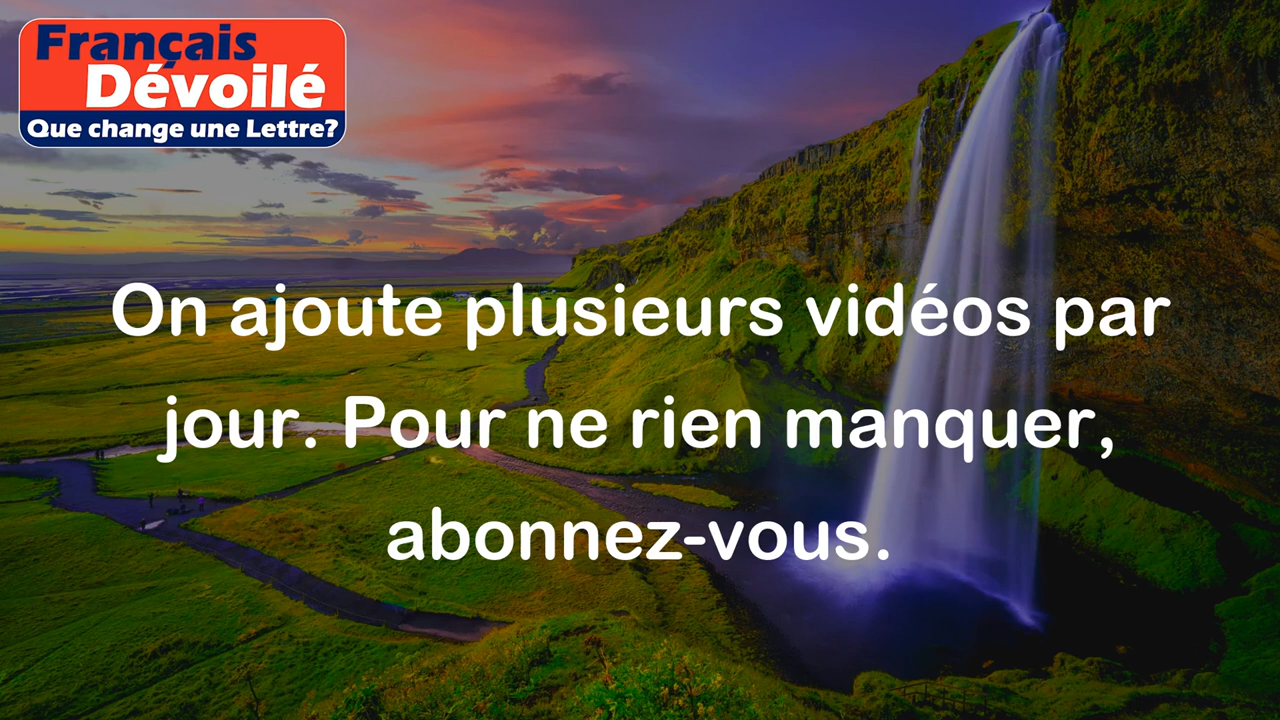 Français
Dévoilé
Que change une Lettre?
On ajoute plusieurs vidéos par
jour. Pour ne rien manquer,
abonnez-vous.